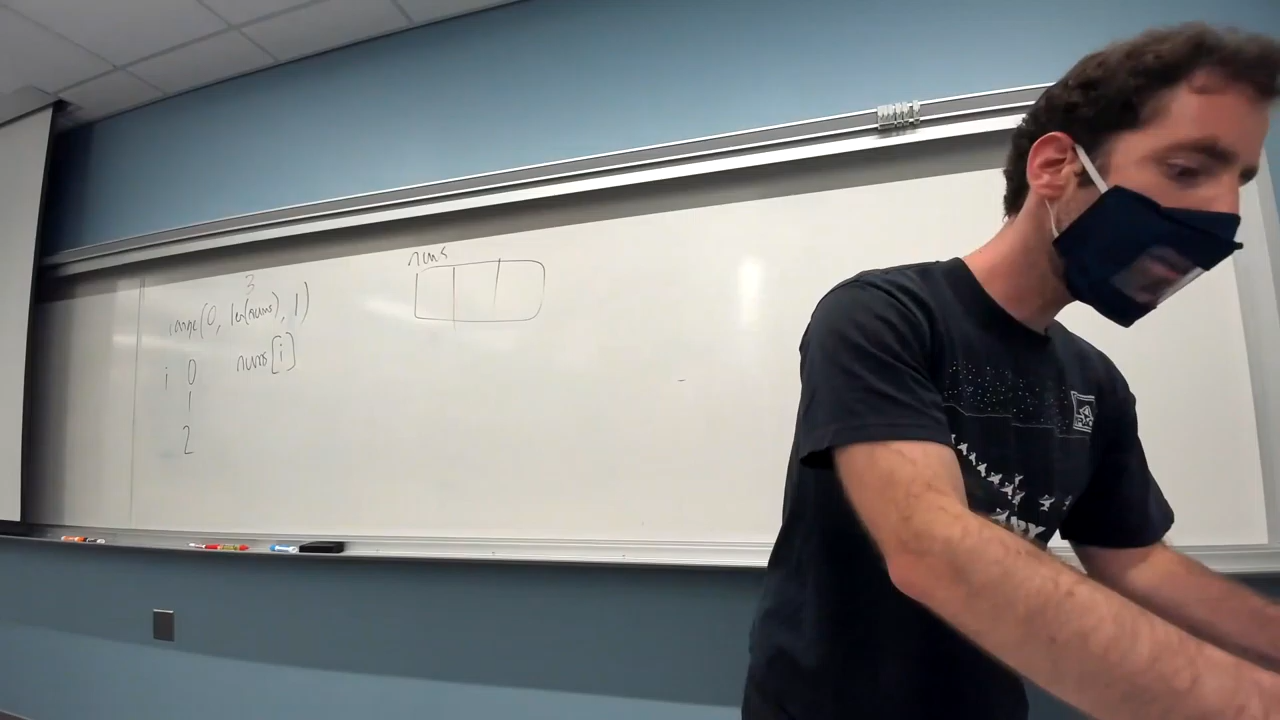 nums
3
range(0, len(nums), 1)
i 0 nums[i]
1
2